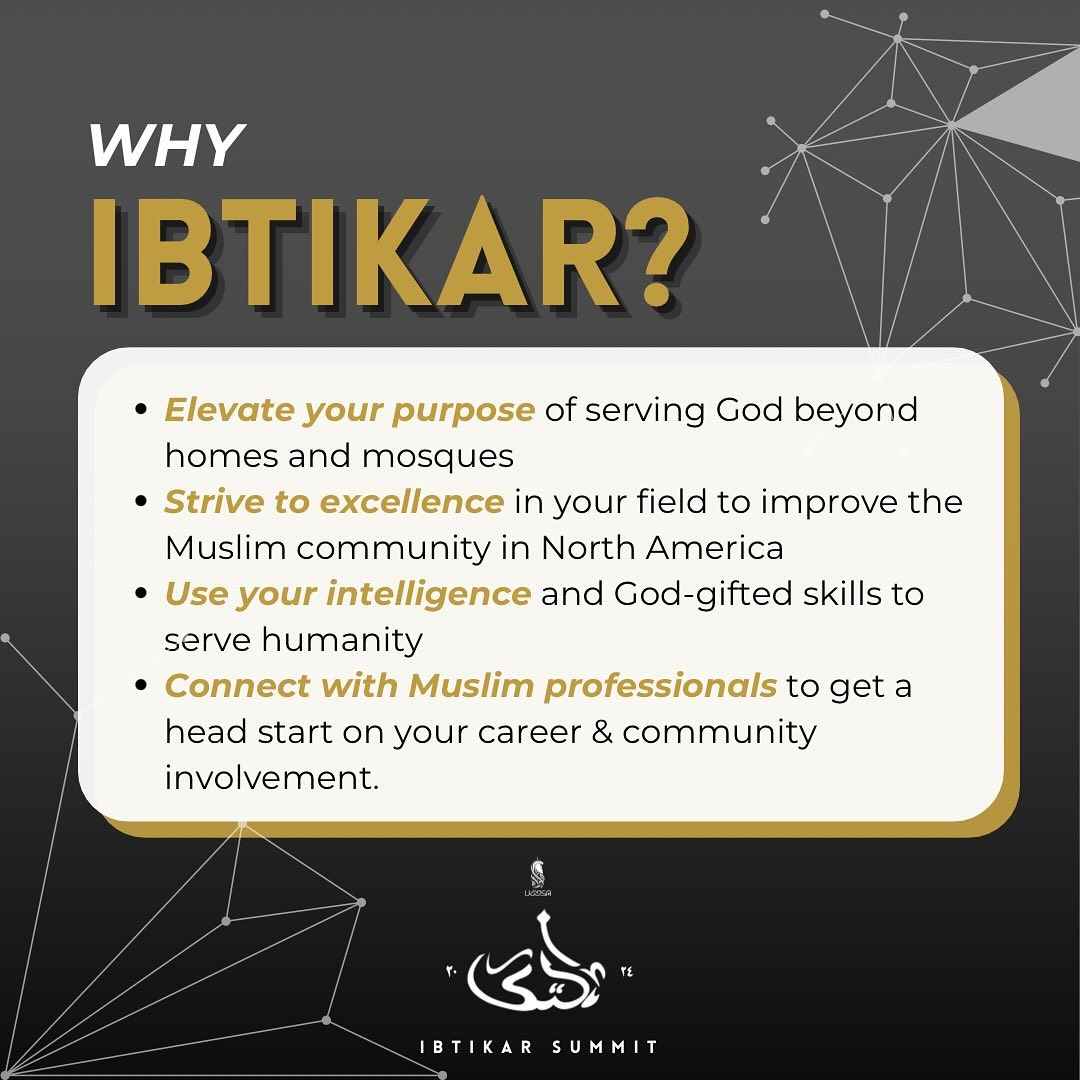 WHY
IBTIKAR?
• Elevate your purpose of serving God beyond
homes and mosques
• Strive to excellence in your field to improve the
Muslim community in North America
• Use your intelligence and God-gifted skills to
serve humanity
• Connect with Muslim professionals to get a
head start on your career & community
involvement.
٢٠ ٢٤
IBTIKAR SUMMIT